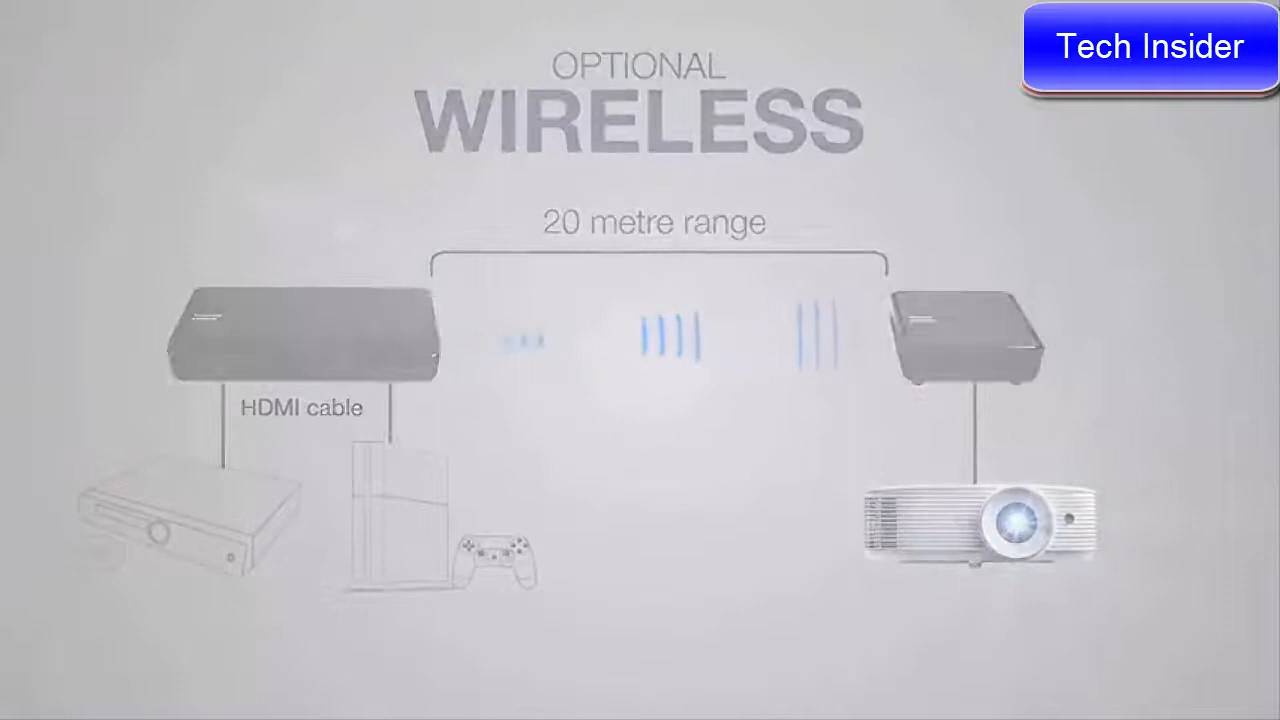 Tech Insider
OPTIONAL
WIRELESS
20 metre range
HDMI cable